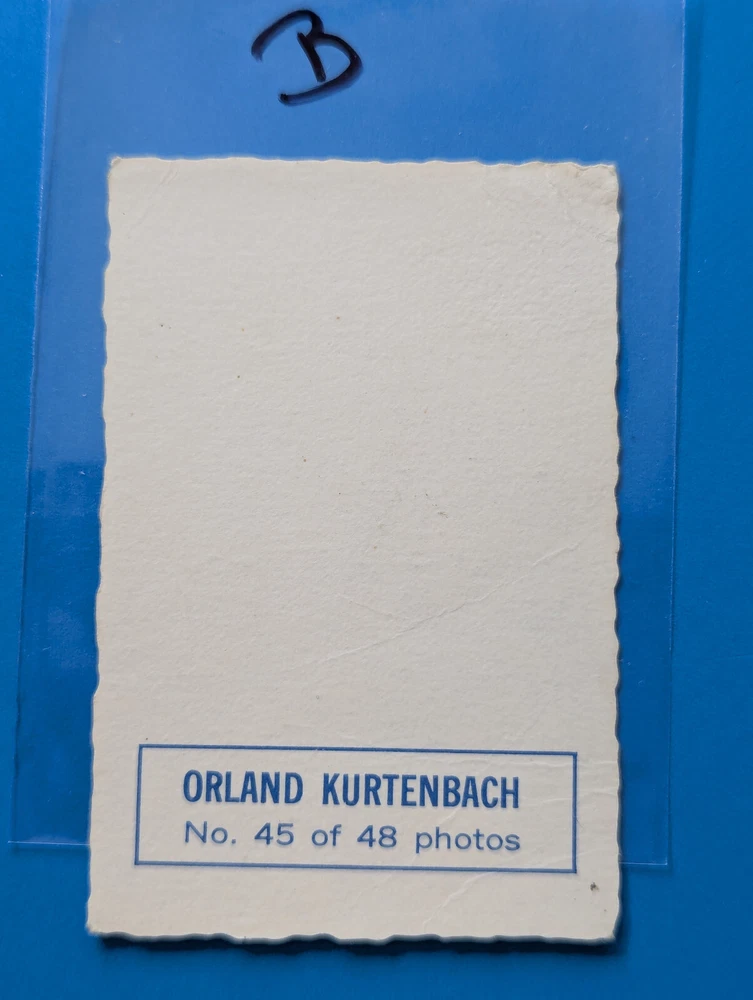 B
ORLAND KURTENBACH
No. 45 of 48 photos